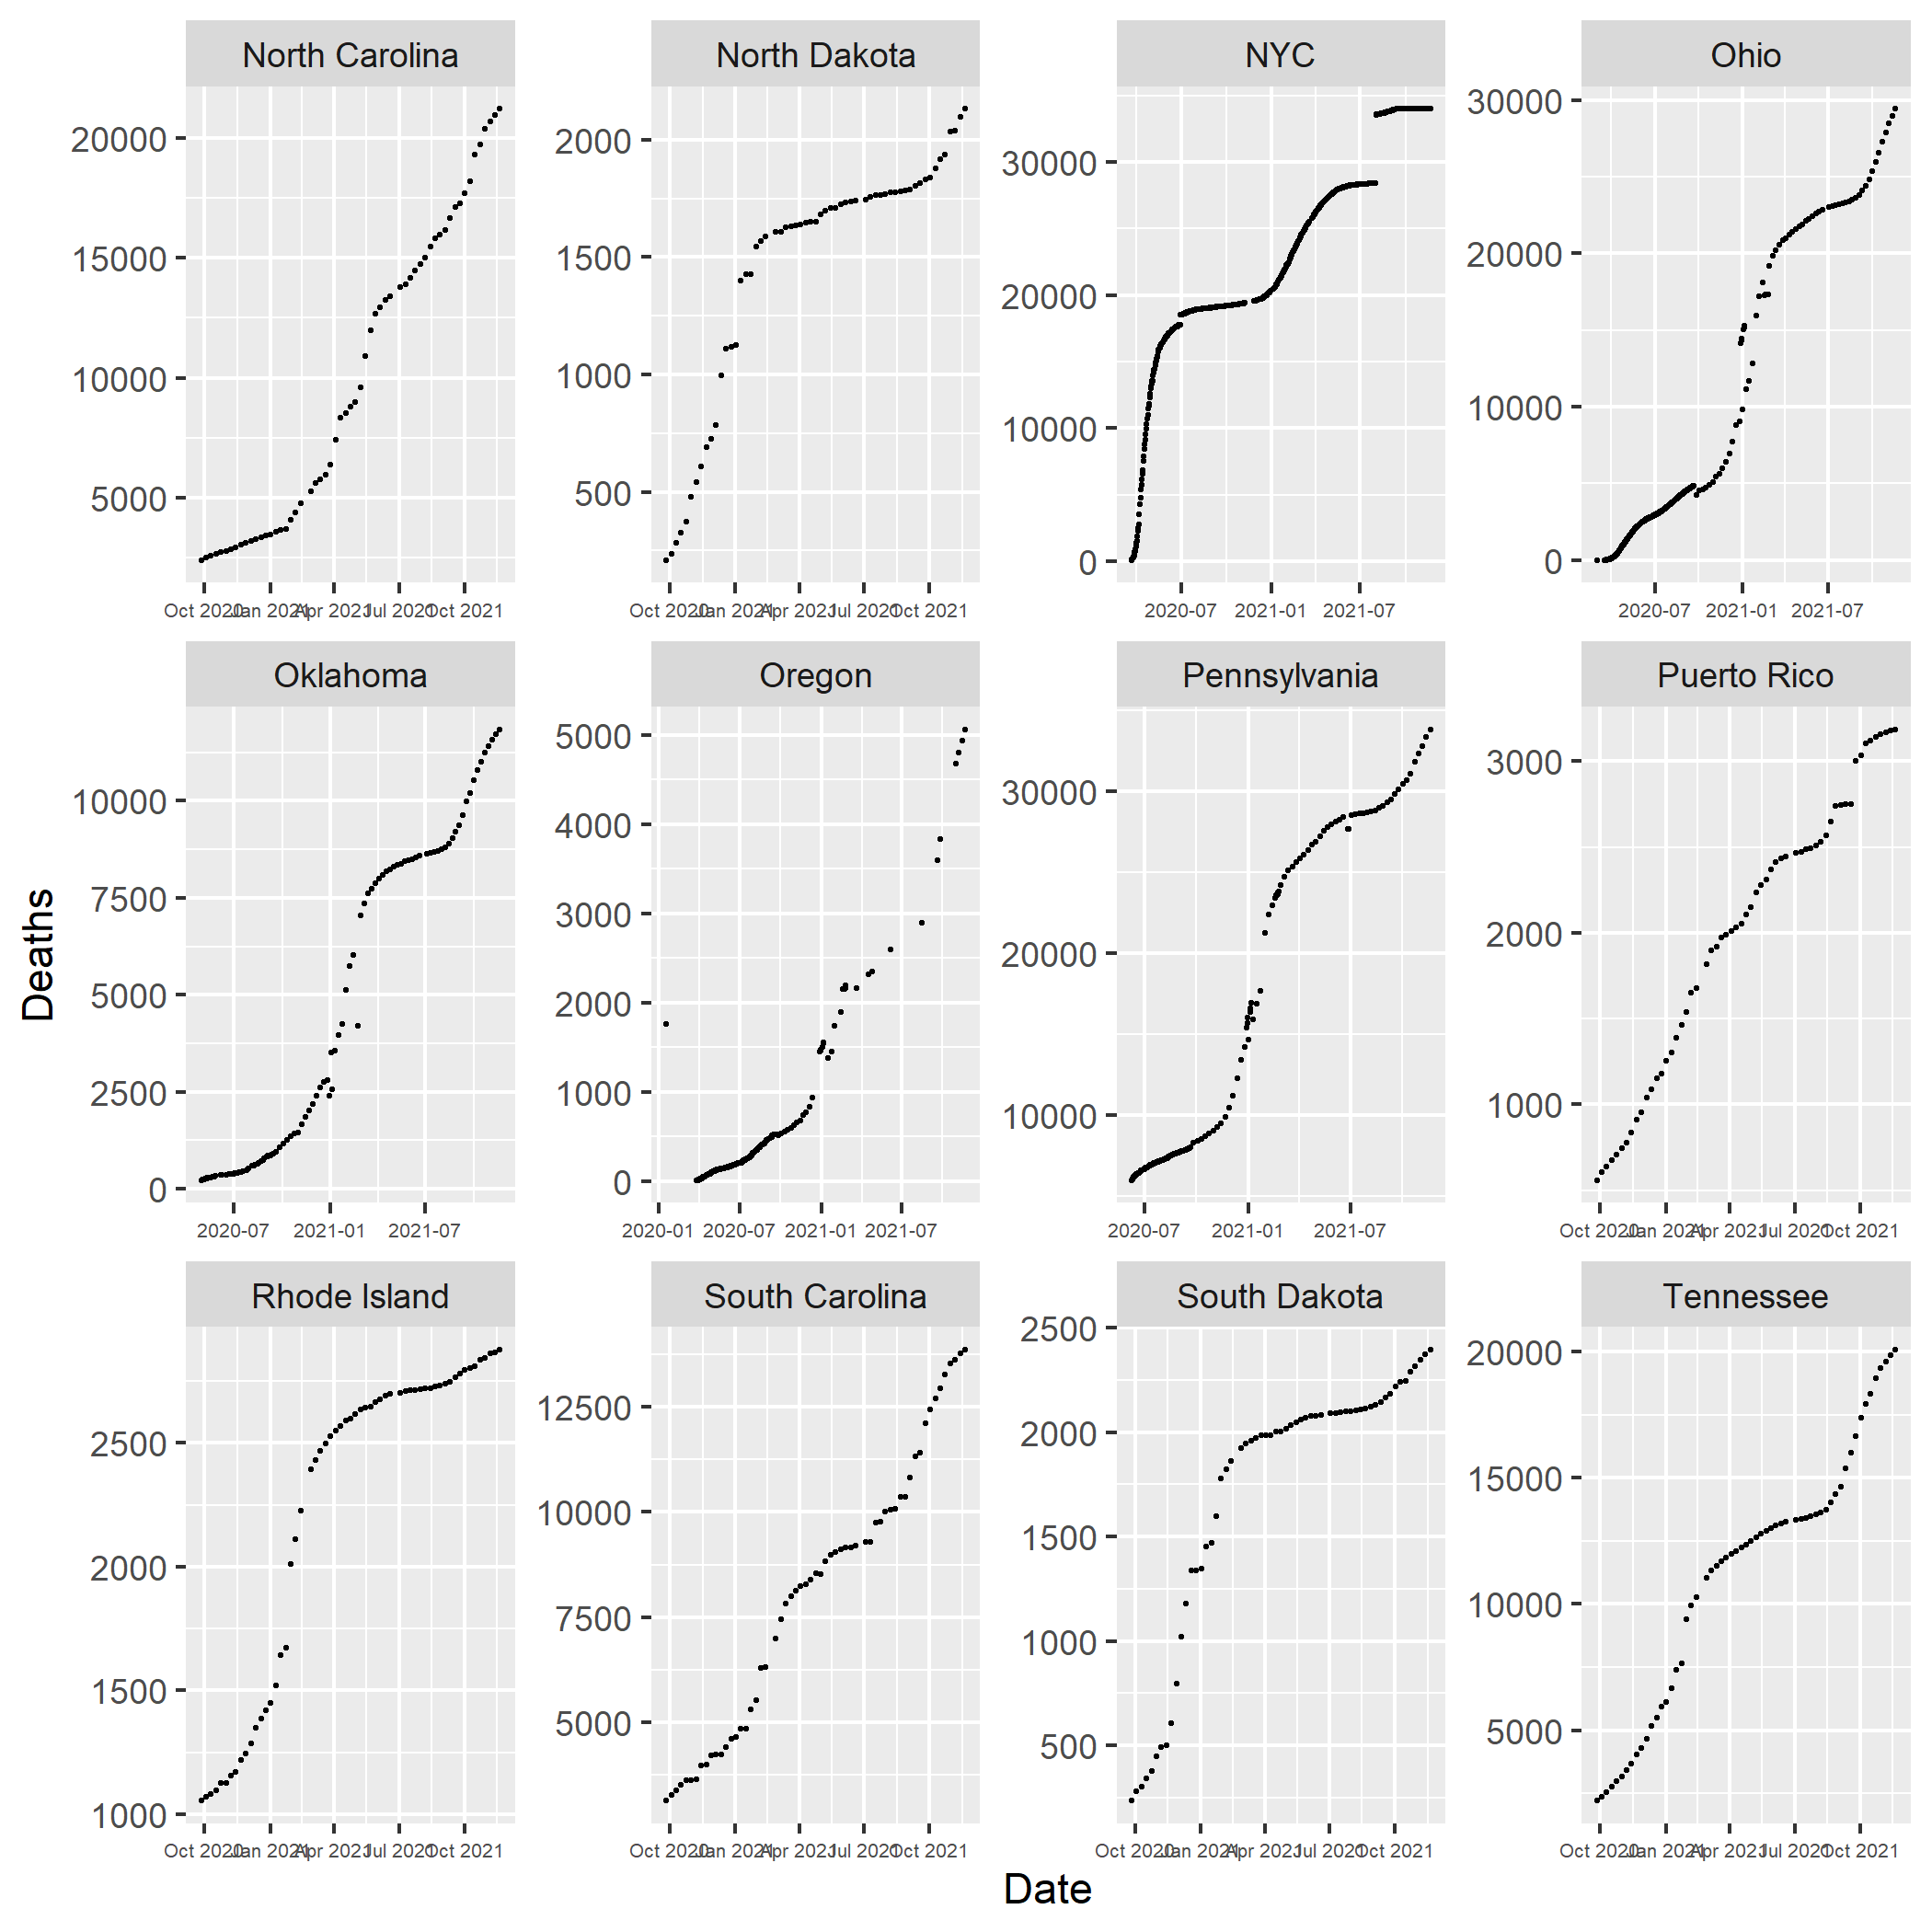 North Carolina
North Dakota
NYC
Ohio
20000
15000
10000
5000
2000
1500
1000
500
30000
20000
10000
0
30000
20000
10000
0
Oct 2020 Jan 2021 Apr 2021 Jul 2021 Oct 2021
Oct 2020 Jan 2021 Apr 2021 Jul 2021 Oct 2021
2020-07 2021-01 2021-07
2020-07 2021-01 2021-07
Oklahoma
Oregon
Pennsylvania
Puerto Rico
10000
7500
5000
2500
0
5000
4000
3000
2000
1000
0
30000
20000
10000
3000
2000
1000
2020-07 2021-01 2021-07
2020-01 2020-07 2021-01 2021-07
2020-07 2021-01 2021-07
Oct 2020 Jan 2021 Apr 2021 Jul 2021 Oct 2021
Rhode Island
South Carolina
South Dakota
Tennessee
2500
2000
1500
1000
12500
10000
7500
5000
2500
2000
1500
1000
500
20000
15000
10000
5000
Oct 2020 Jan 2021 Apr 2021 Jul 2021 Oct 2021
Oct 2020 Jan 2021 Apr 2021 Jul 2021 Oct 2021
Oct 2020 Jan 2021 Apr 2021 Jul 2021 Oct 2021
Oct 2020 Jan 2021 Apr 2021 Jul 2021 Oct 2021
Deaths
Date